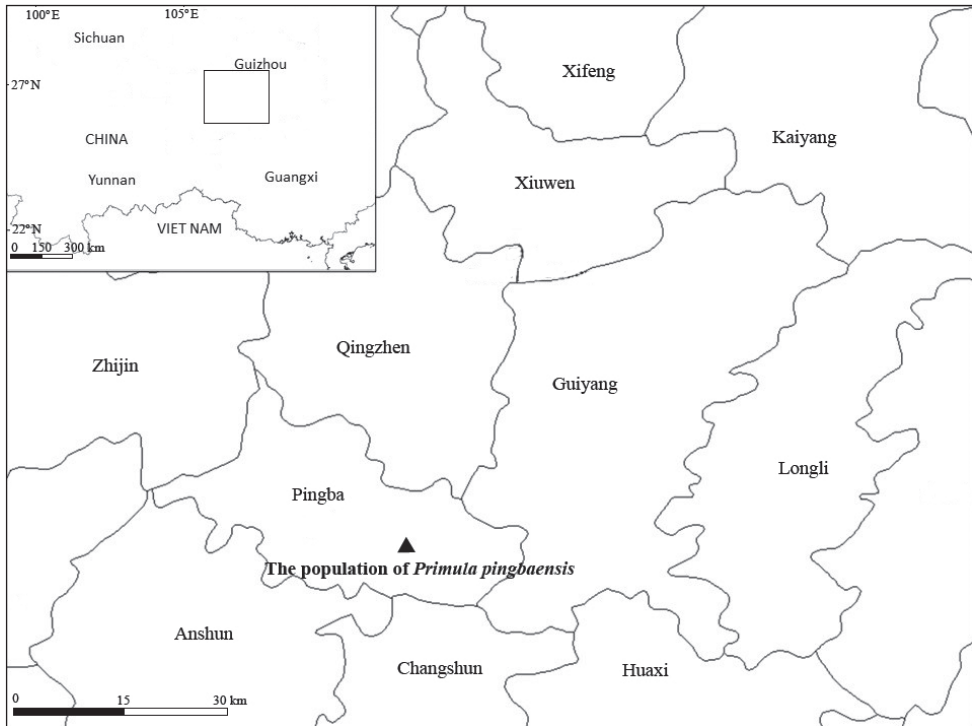 100°E 105°E
Sichuan
Guizhou
27°N
CHINA
Yunnan
Guangxi
22°N
VIET NAM
0 150 300 km
Xifeng
Kaiyang
Xiuwen
Qingzhen
Zhijin
Guiyang
Longli
Pingba
The population of Primula pingbaensis
Anshun
Changshun
Huaxi
0 15 30 km